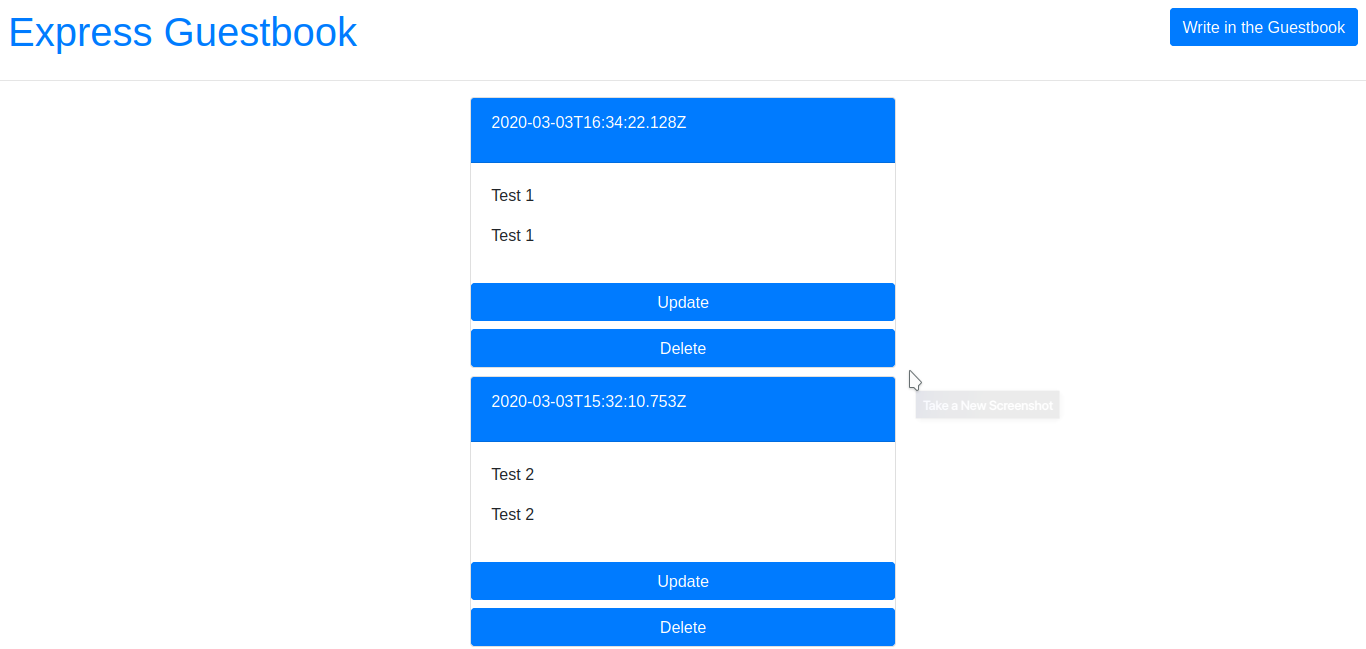 Express Guestbook
Write in the Guestbook
2020-03-03T16:34:22.128Z
Test 1
Test 1
Update
Delete
2020-03-03T15:32:10.753Z
Take a New Screenshot
Test 2
Test 2
Update
Delete